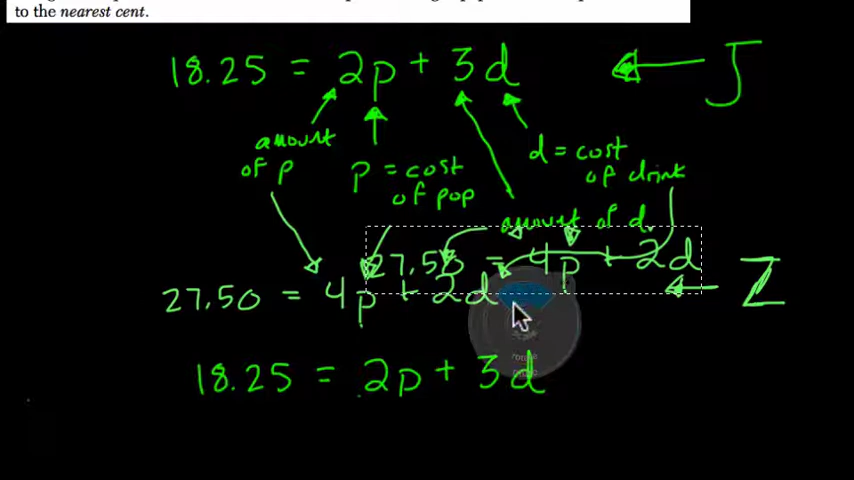 to the nearest cent.
18.25 = 2p + 3d
J
amount
of p
p = cost
of pop
d = cost
of drink
amount of d.
27.50 = 4p + 2d
27.50 = 4p + 2d
Z
18.25 = 2p + 3d